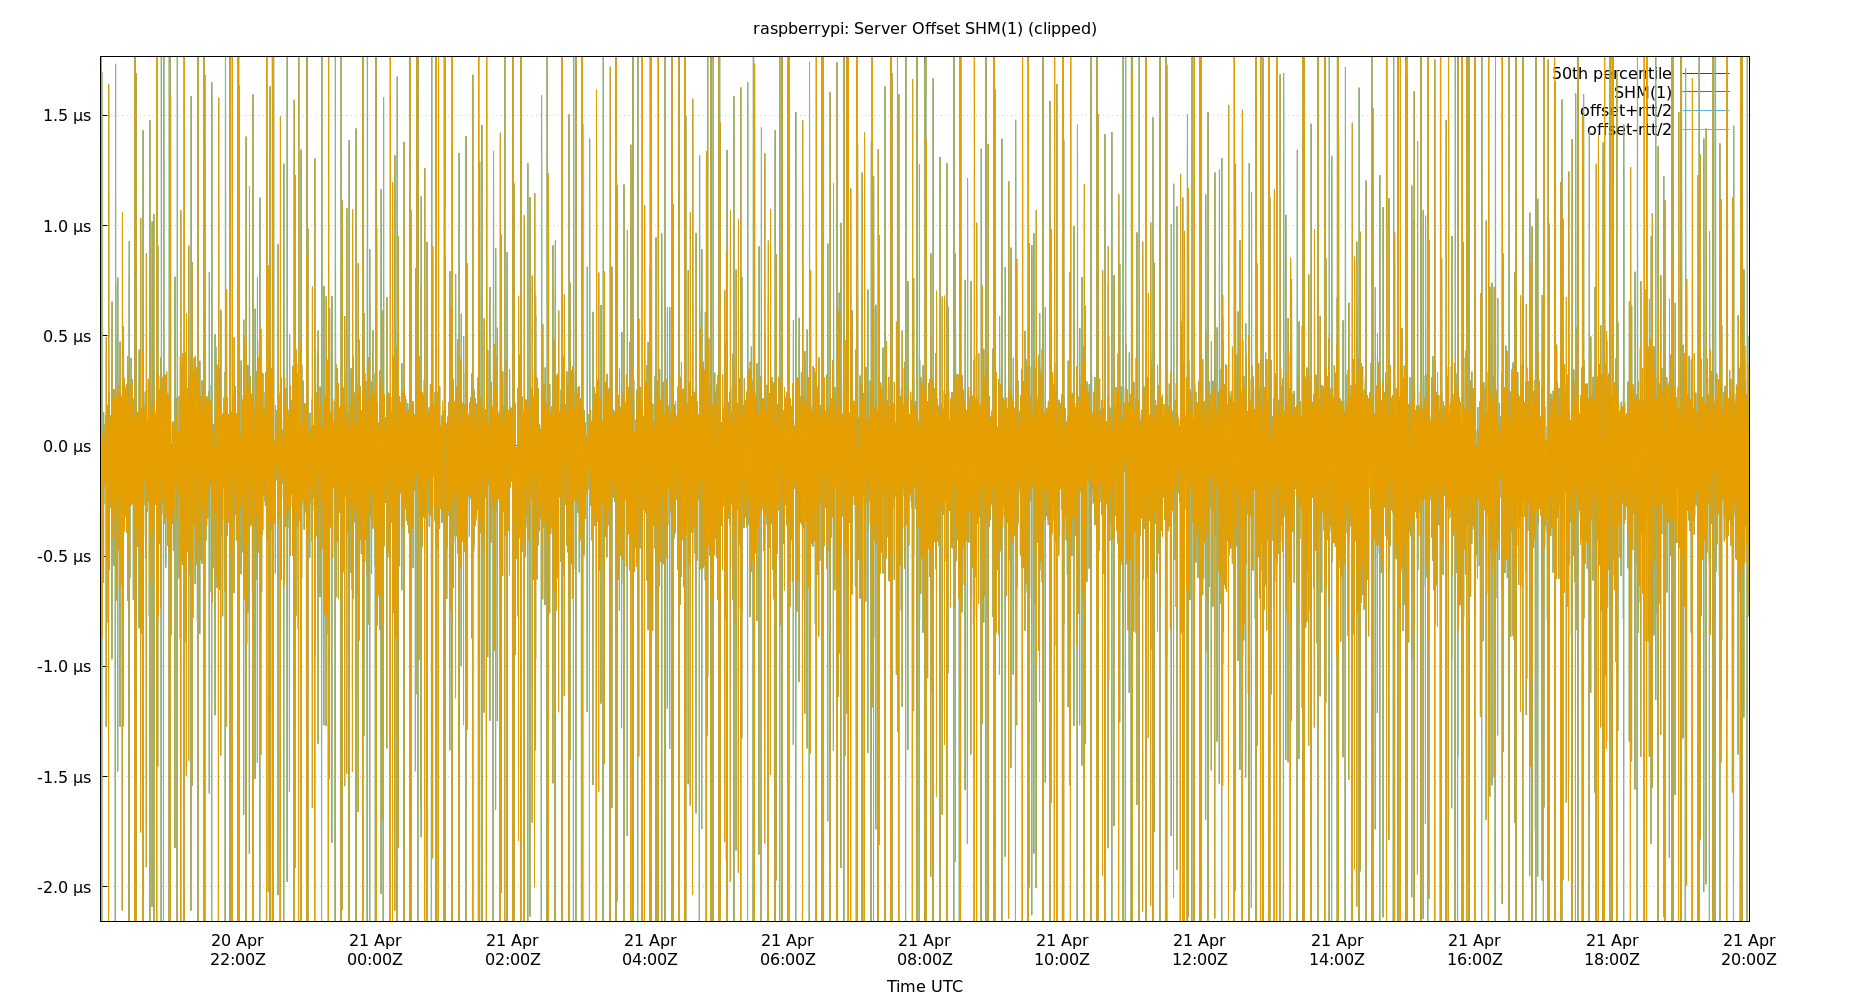 raspberrypi: Server Offset SHM(1) (clipped)
50th percentile
SHM(1)
offset+rtt/2
offset-rtt/2
1.5 µs
1.0 µs
0.5 µs
0.0 µs
-0.5 µs
-1.0 µs
-1.5 µs
-2.0 µs
20 Apr 21 Apr 21 Apr 21 Apr 21 Apr 21 Apr 21 Apr 21 Apr 21 Apr 21 Apr 21 Apr 21 Apr
22:00Z 00:00Z 02:00Z 04:00Z 06:00Z 08:00Z 10:00Z 12:00Z 14:00Z 16:00Z 18:00Z 20:00Z
Time UTC